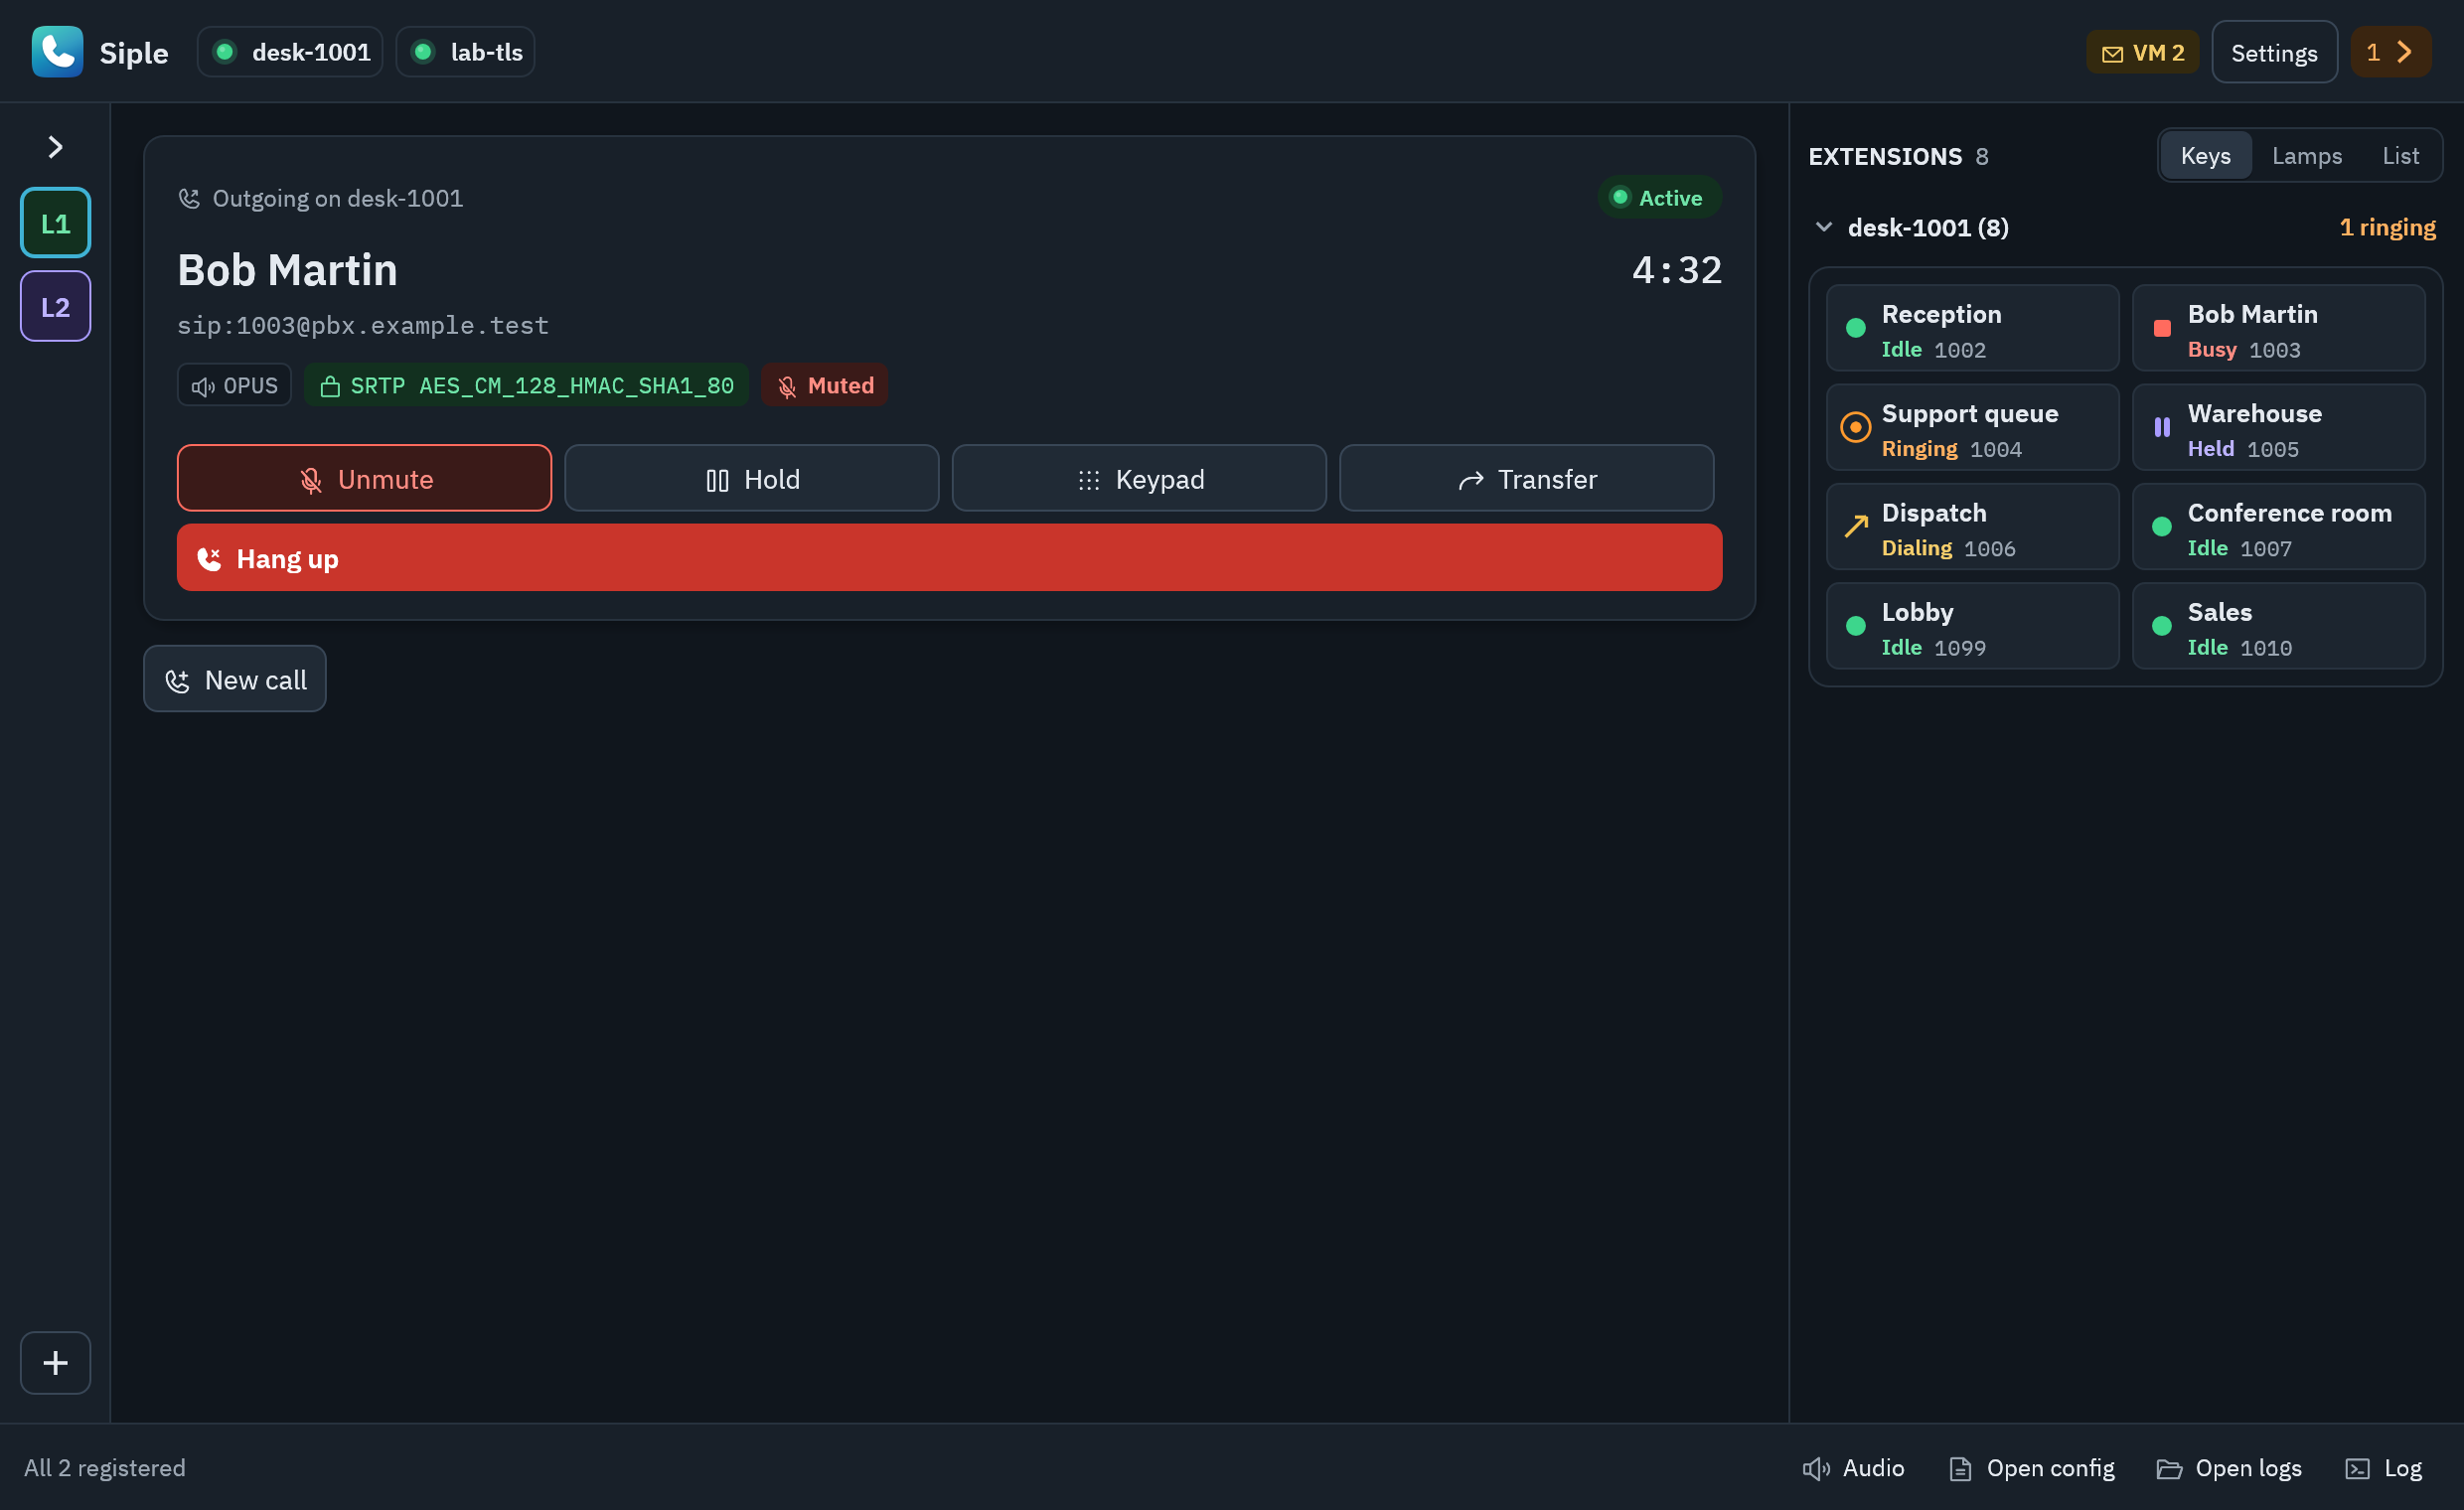 Siple
desk-1001
lab-tls
VM 2
Settings
1
L1
L2
Outgoing on desk-1001
Active
Bob Martin
4:32
sip:1003@pbx.example.test
OPUS
SRTP AES_CM_128_HMAC_SHA1_80
Muted
Unmute
Hold
Keypad
Transfer
Hang up
New call
EXTENSIONS 8
Keys
Lamps
List
desk-1001 (8)
1 ringing
Reception
Idle 1002
Bob Martin
Busy 1003
Support queue
Ringing 1004
Warehouse
Held 1005
Dispatch
Dialing 1006
Conference room
Idle 1007
Lobby
Idle 1099
Sales
Idle 1010
All 2 registered
Audio
Open config
Open logs
Log